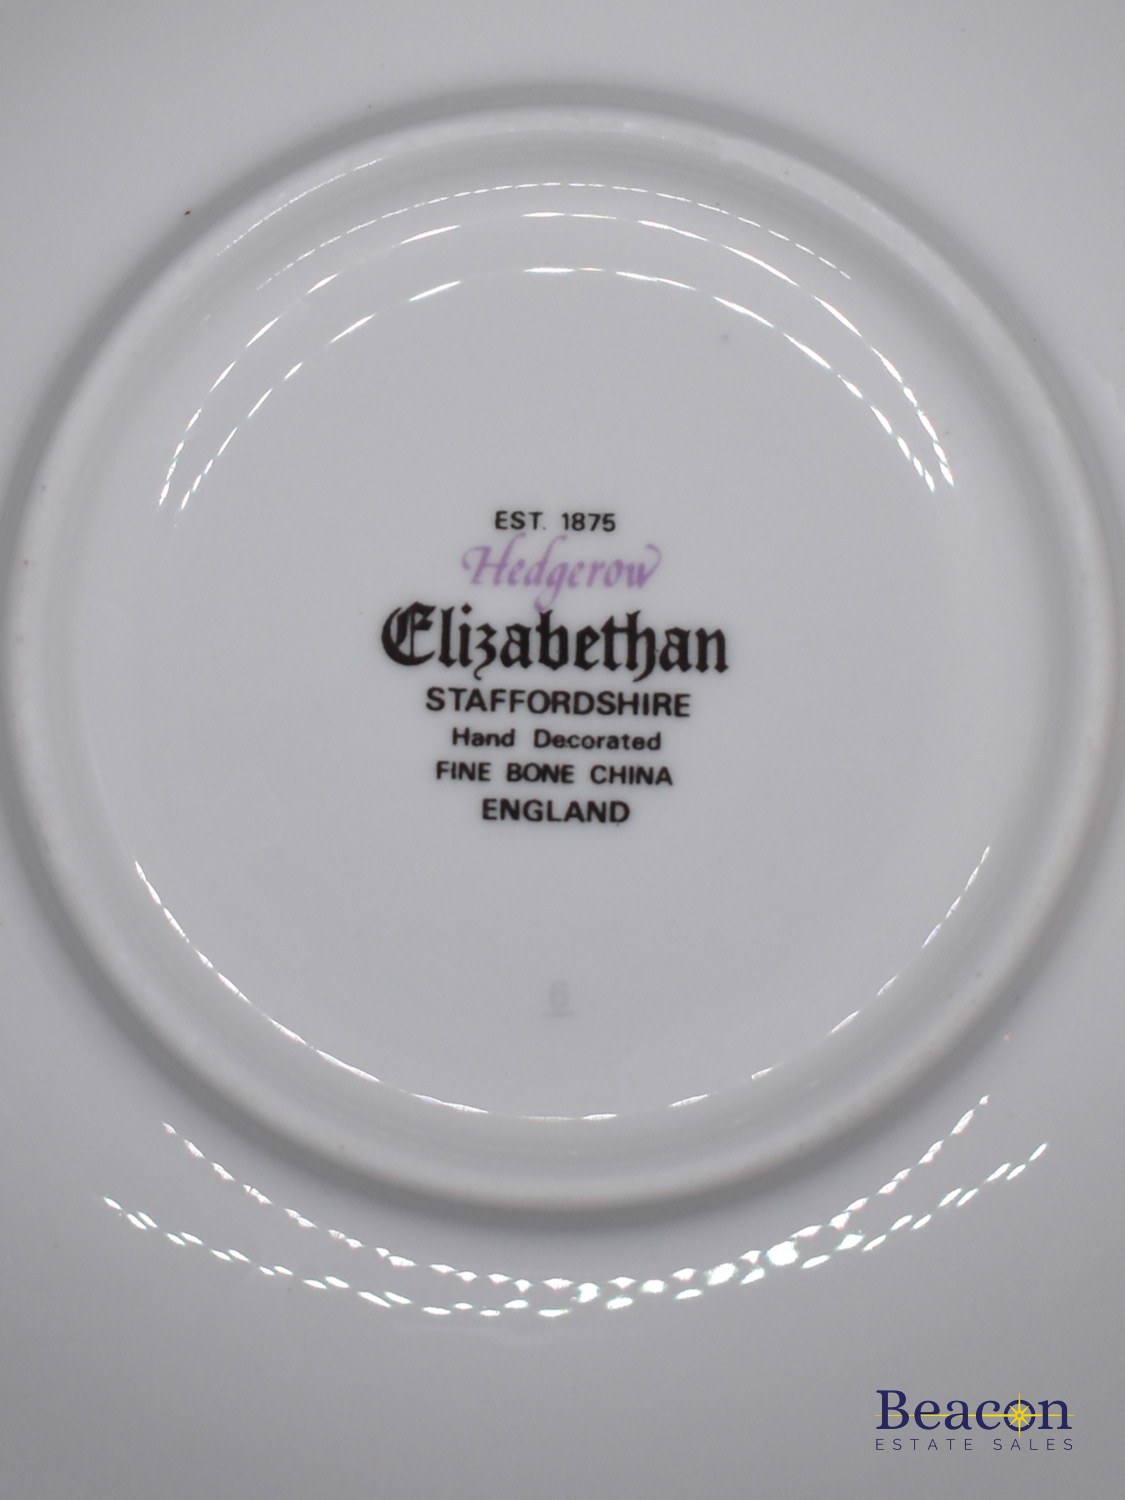 EST. 1875
Hedgerow
Elizabethan
STAFFORDSHIRE
Hand Decorated
FINE BONE CHINA
ENGLAND
Beacon
ESTATE SALES